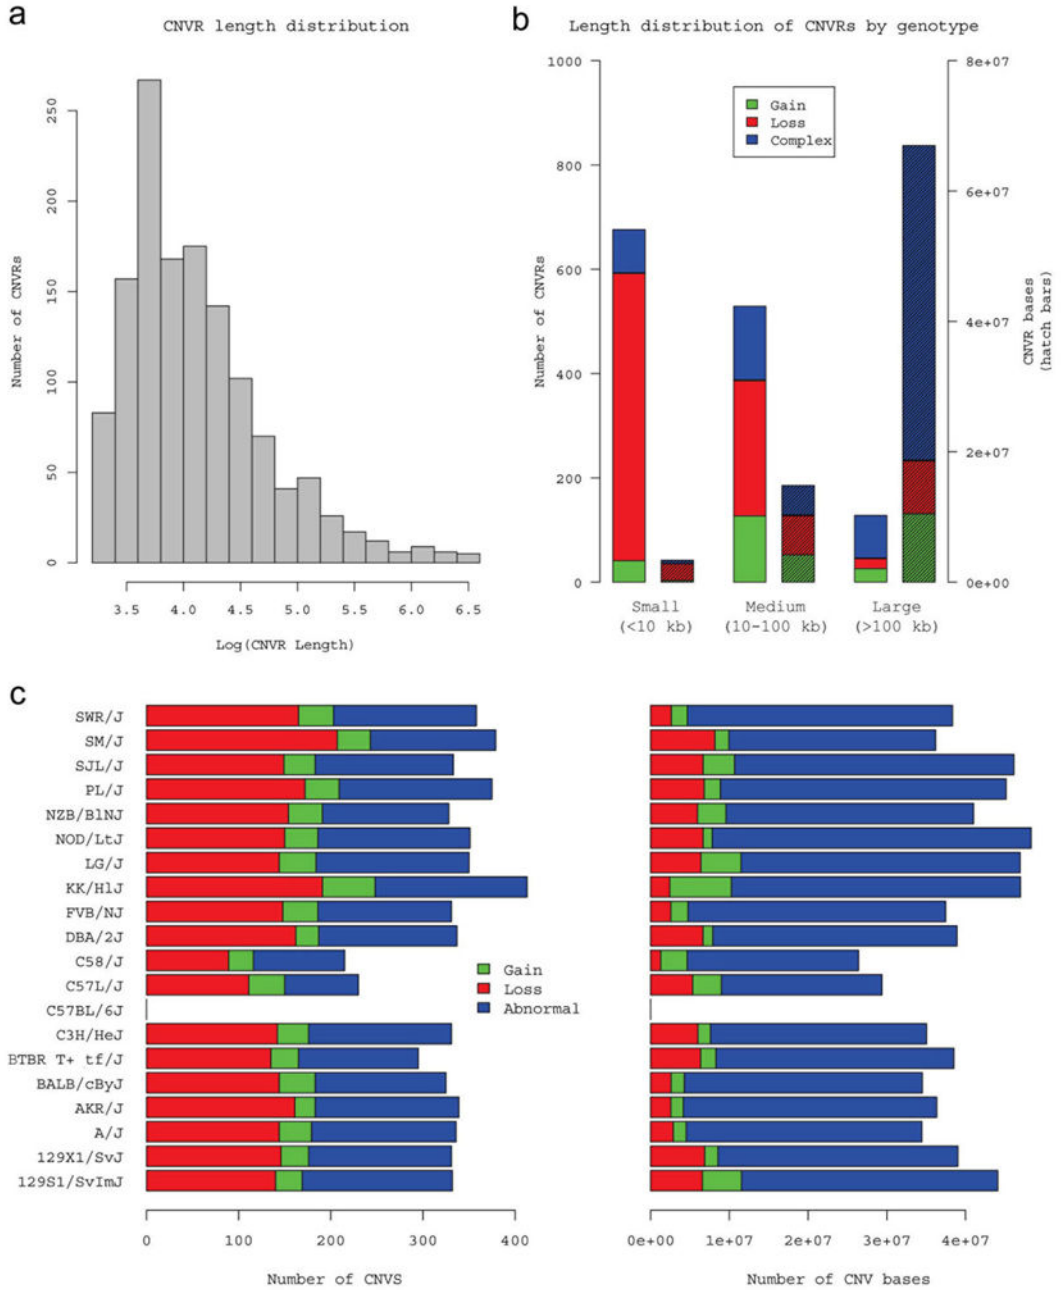 a
CNVR length distribution
Number of CNVRs
0
50
100
150
200
250
3.5 4.0 4.5 5.0 5.5 6.0 6.5
Log(CNVR Length)
b
Length distribution of CNVRs by genotype
Number of CNVRs
1000
800
600
400
200
0
Gain
Loss
Complex
8e+07
6e+07
4e+07
2e+07
0e+00
CNVR bases
(hatch bars)
Small Medium Large
(<10 kb) (10-100 kb) (>100 kb)
c
SWR/J
SM/J
SJL/J
PL/J
NZB/BlNJ
NOD/LtJ
LG/J
KK/HlJ
FVB/NJ
DBA/2J
C58/J
C57L/J
C57BL/6J
C3H/HeJ
BTBR T+ tf/J
BALB/cByJ
AKR/J
A/J
129X1/SvJ
129S1/SvImJ
Gain
Loss
Abnormal
0 100 200 300 400
Number of CNVS
0e+00 1e+07 2e+07 3e+07 4e+07
Number of CNV bases